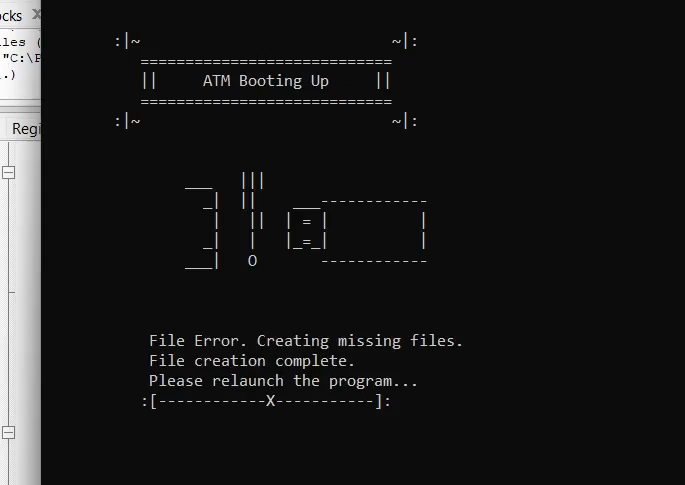 ocks X
les (
"C:\P
.)
Regi
:|~ ~|:
============================
|| ATM Booting Up ||
============================
:|~ ~|:
___ |||
_| || ___------------
| || | = | |
_| | |_=_| |
___| O ------------
File Error. Creating missing files.
File creation complete.
Please relaunch the program...
:[------------X-----------]: